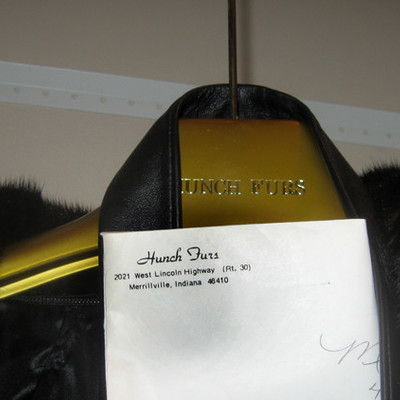 HUNCH FURS
Hunch Furs
2021 West Lincoln Highway (Rt. 30)
Merrillville, Indiana 46410